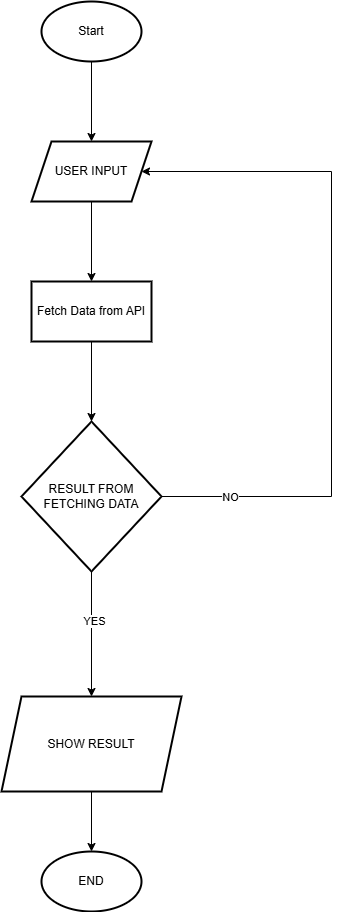 Start
USER INPUT
Fetch Data from API
RESULT FROM
FETCHING DATA
NO
YES
SHOW RESULT
END